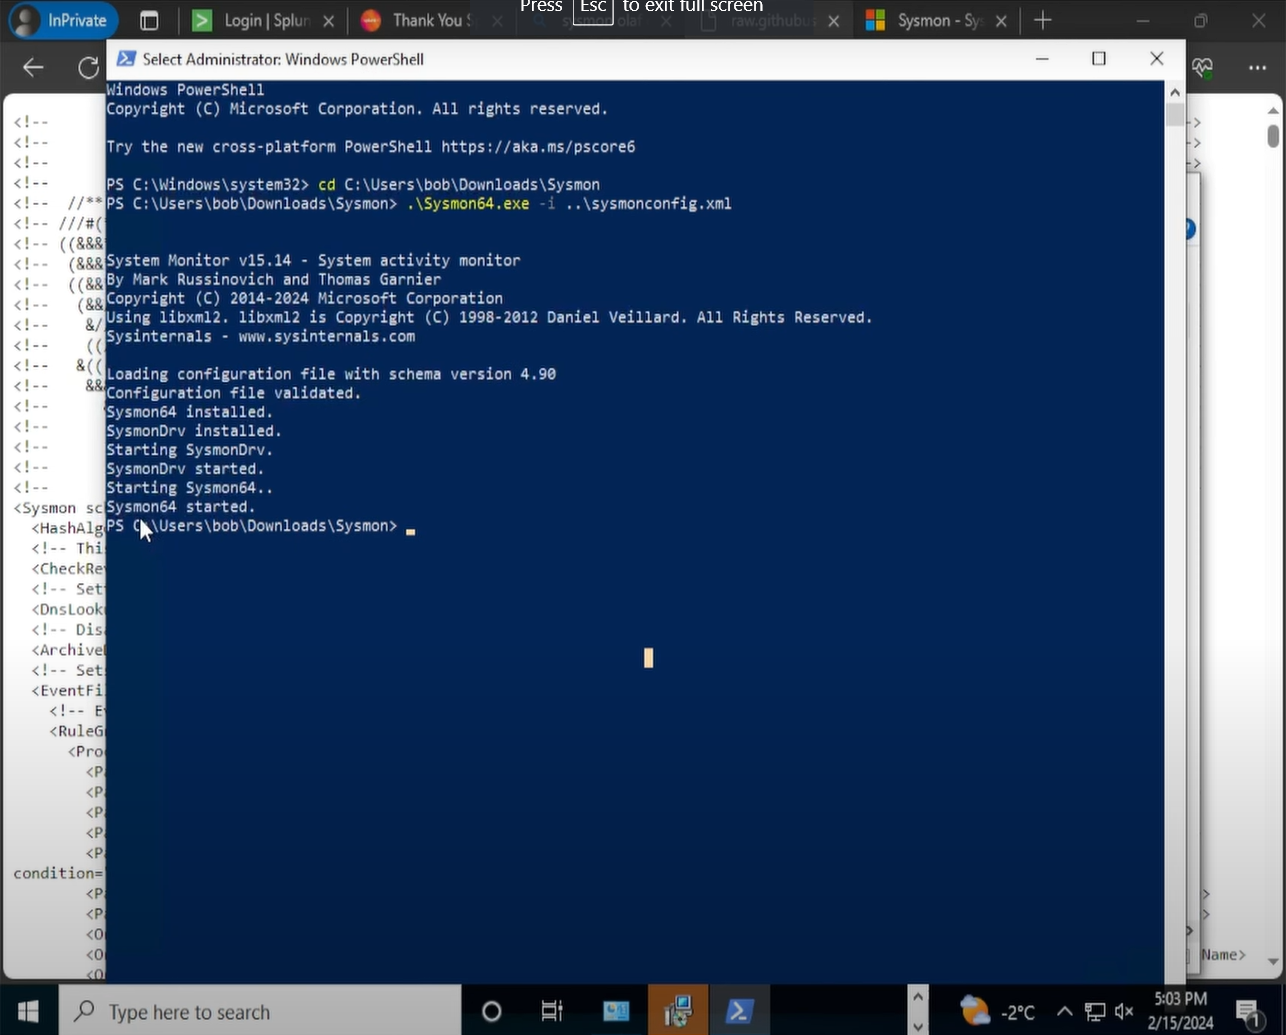 Press Esc to exit full screen
InPrivate
Login | Splun
Thank You S
sysmon olaf
raw.githubus
Sysmon - Sy
Select Administrator: Windows PowerShell
Windows PowerShell
Copyright (C) Microsoft Corporation. All rights reserved.
Try the new cross-platform PowerShell https://aka.ms/pscore6
PS C:\Windows\system32> cd C:\Users\bob\Downloads\Sysmon
PS C:\Users\bob\Downloads\Sysmon> .\Sysmon64.exe -i ..\sysmonconfig.xml
System Monitor v15.14 - System activity monitor
By Mark Russinovich and Thomas Garnier
Copyright (C) 2014-2024 Microsoft Corporation
Using libxml2. libxml2 is Copyright (C) 1998-2012 Daniel Veillard. All Rights Reserved.
Sysinternals - www.sysinternals.com
Loading configuration file with schema version 4.90
Configuration file validated.
Sysmon64 installed.
SysmonDrv installed.
Starting SysmonDrv.
SysmonDrv started.
Starting Sysmon64..
Sysmon64 started.
PS C:\Users\bob\Downloads\Sysmon>
<!--
<!--
<!--
<!--
<!-- //**
<!-- ///#(
<!-- ((&&&
<!-- (&&&
<!-- ((&&
<!-- (&&
<!-- &/
<!-- ((
<!-- &((
<!-- &&
<!--
<!--
<!--
<!--
<!--
<Sysmon sc
<HashAlg
<!-- Thi
<CheckRe
<!-- Set
<DnsLook
<!-- Dis
<Archive
<!-- Set
<EventFi
<!-- E
<RuleG
<Pro
<P
<P
<P
<P
<P
condition=
<P
<P
<O
<O
<O
-->
-->
-->
>
>
Name>
Type here to search
-2°C
5:03 PM
2/15/2024
1